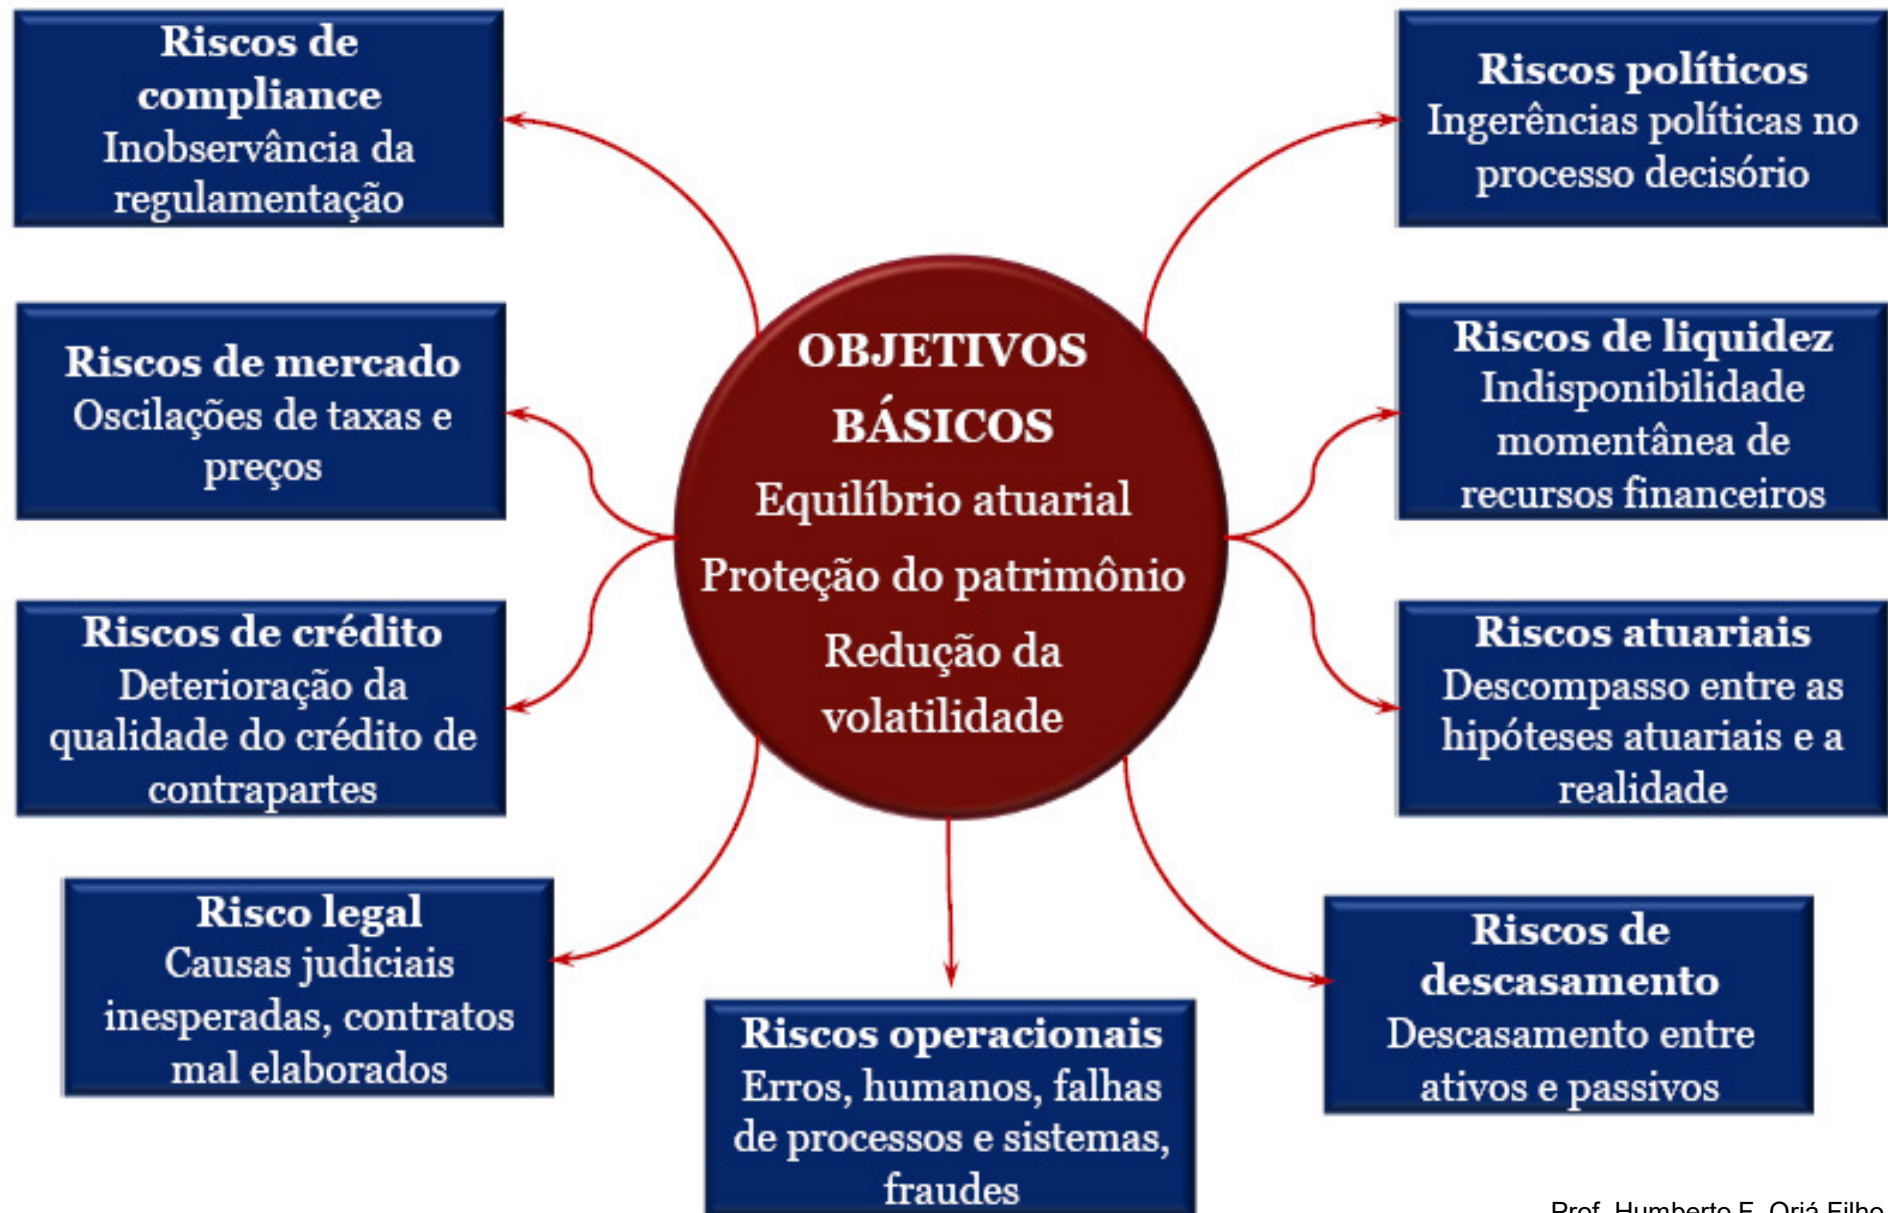 Riscos de
compliance
Inobservância da
regulamentação
Riscos políticos
Ingerências políticas no
processo decisório
Riscos de mercado
Oscilações de taxas e
preços
OBJETIVOS
BÁSICOS
Equilíbrio atuarial
Proteção do patrimônio
Redução da
volatilidade
Riscos de liquidez
Indisponibilidade
momentânea de
recursos financeiros
Riscos de crédito
Deterioração da
qualidade do crédito de
contrapartes
Riscos atuariais
Descompasso entre as
hipóteses atuariais e a
realidade
Risco legal
Causas judiciais
inesperadas, contratos
mal elaborados
Riscos operacionais
Erros, humanos, falhas
de processos e sistemas,
fraudes
Riscos de
descasamento
Descasamento entre
ativos e passivos
Prof. Humberto F. Oriá Filho